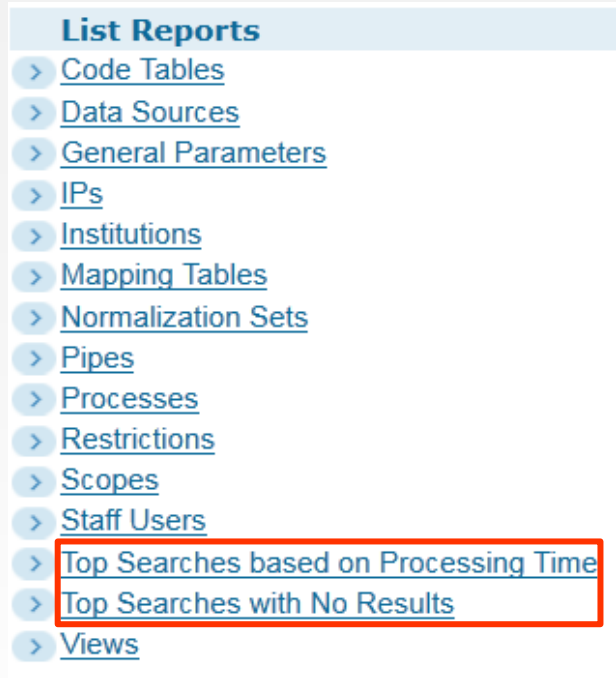 List Reports
Code Tables
Data Sources
General Parameters
IPs
Institutions
Mapping Tables
Normalization Sets
Pipes
Processes
Restrictions
Scopes
Staff Users
Top Searches based on Processing Time
Top Searches with No Results
Views